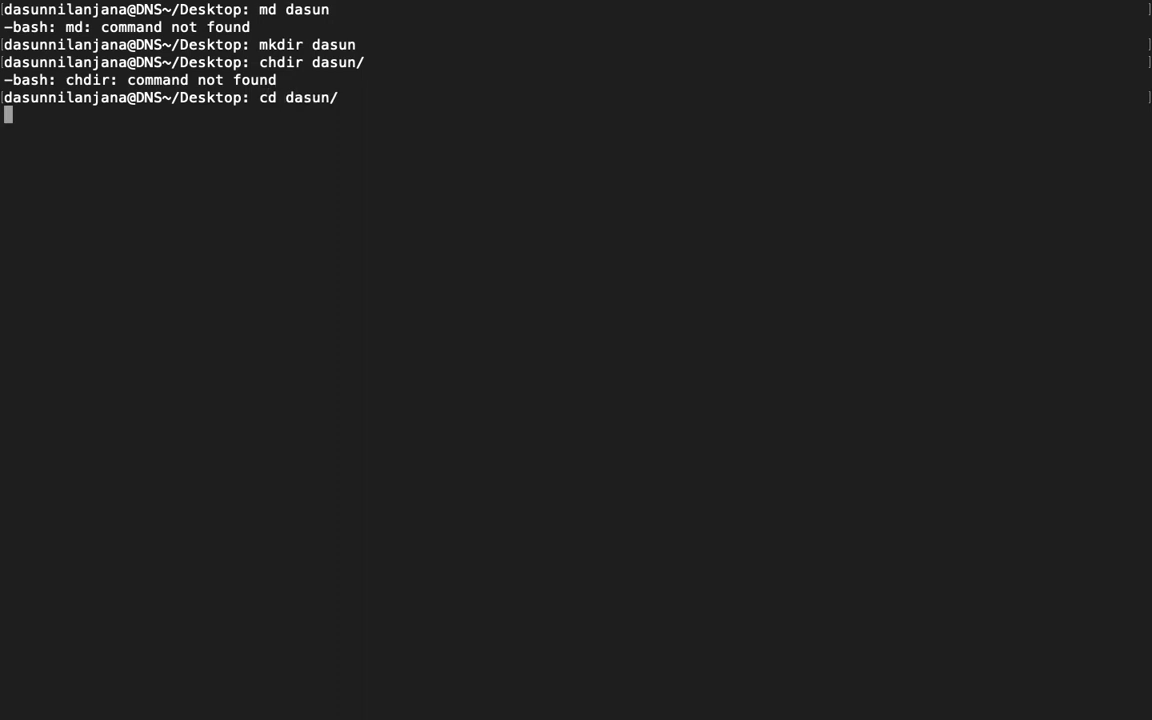 [dasunnilanjana@DNS~/Desktop: md dasun ]
-bash: md: command not found
[dasunnilanjana@DNS~/Desktop: mkdir dasun ]
[dasunnilanjana@DNS~/Desktop: chdir dasun/ ]
-bash: chdir: command not found
[dasunnilanjana@DNS~/Desktop: cd dasun/ ]